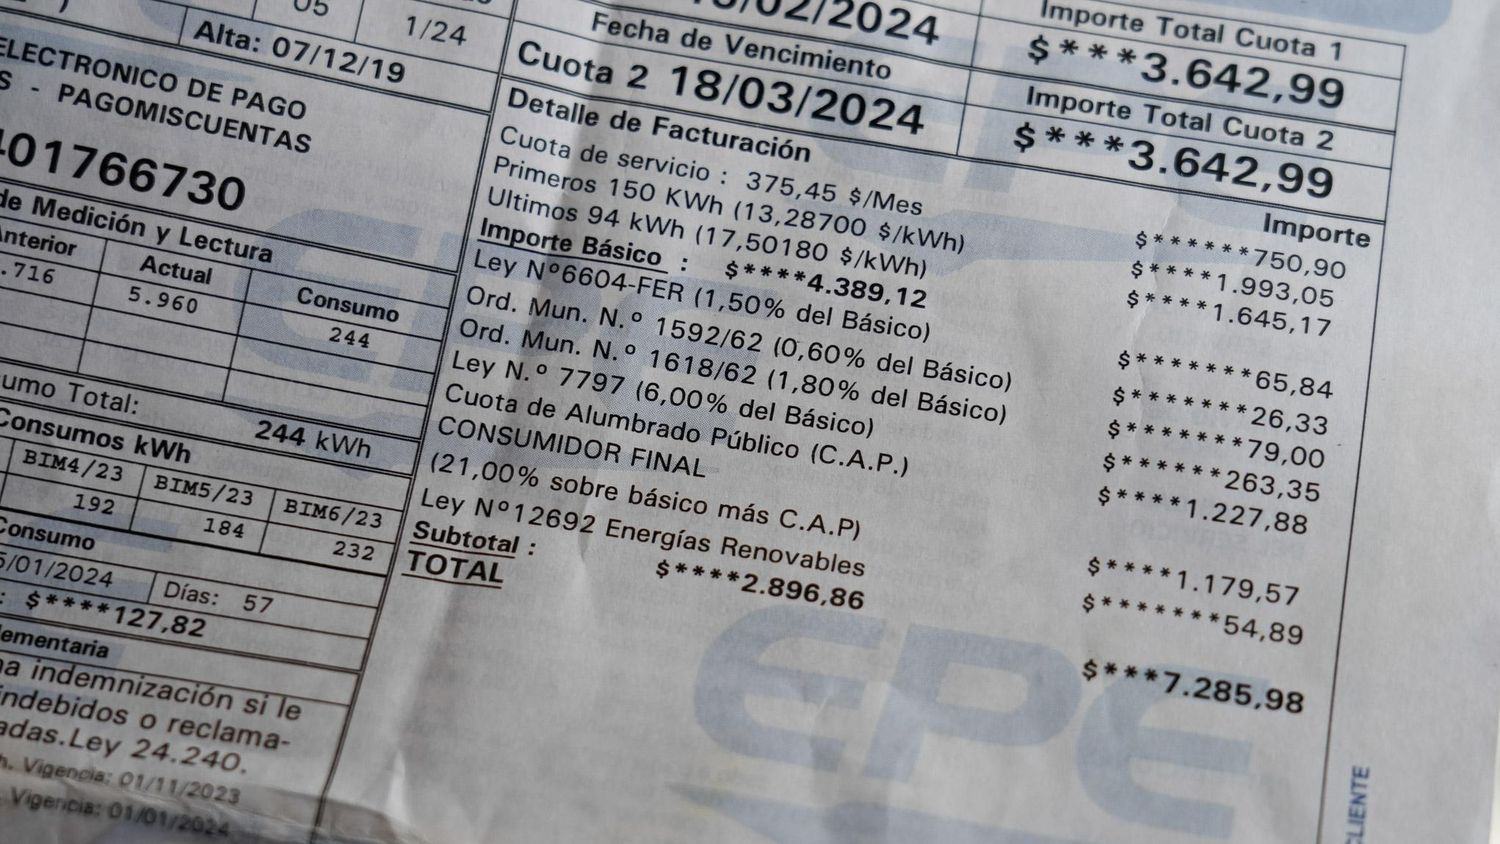 05
1/24
Alta: 07/12/19
ELECTRONICO DE PAGO
S - PAGOMISCUENTAS
401766730
de Medición y Lectura
Anterior Actual Consumo
.716 5.960 244
umo Total: 244 kWh
Consumos kWh
BIM4/23 BIM5/23 BIM6/23
192 184 232
Consumo
5/01/2024 Días: 57
: $****127,82
lementaria
na indemnización si le
indebidos o reclama-
adas.Ley 24.240.
h. Vigencia: 01/11/2023
Vigencia: 01/01/2024
/02/2024
Importe Total Cuota 1
$***3.642,99
Fecha de Vencimiento
Cuota 2 18/03/2024
Importe Total Cuota 2
$***3.642,99
Detalle de Facturación
Importe
Cuota de servicio : 375,45 $/Mes $******750,90
Primeros 150 KWh (13,28700 $/kWh) $****1.993,05
Ultimos 94 kWh (17,50180 $/kWh) $****1.645,17
Importe Básico : $****4.389,12
Ley Nº6604-FER (1,50% del Básico) $*******65,84
Ord. Mun. N.º 1592/62 (0,60% del Básico) $*******26,33
Ord. Mun. N.º 1618/62 (1,80% del Básico) $*******79,00
Ley N.º 7797 (6,00% del Básico) $******263,35
Cuota de Alumbrado Público (C.A.P.) $****1.227,88
CONSUMIDOR FINAL
(21,00% sobre básico más C.A.P) $****1.179,57
Ley Nº12692 Energías Renovables $*******54,89
Subtotal : $****2.896,86
TOTAL $***7.285,98
EPE
CLIENTE